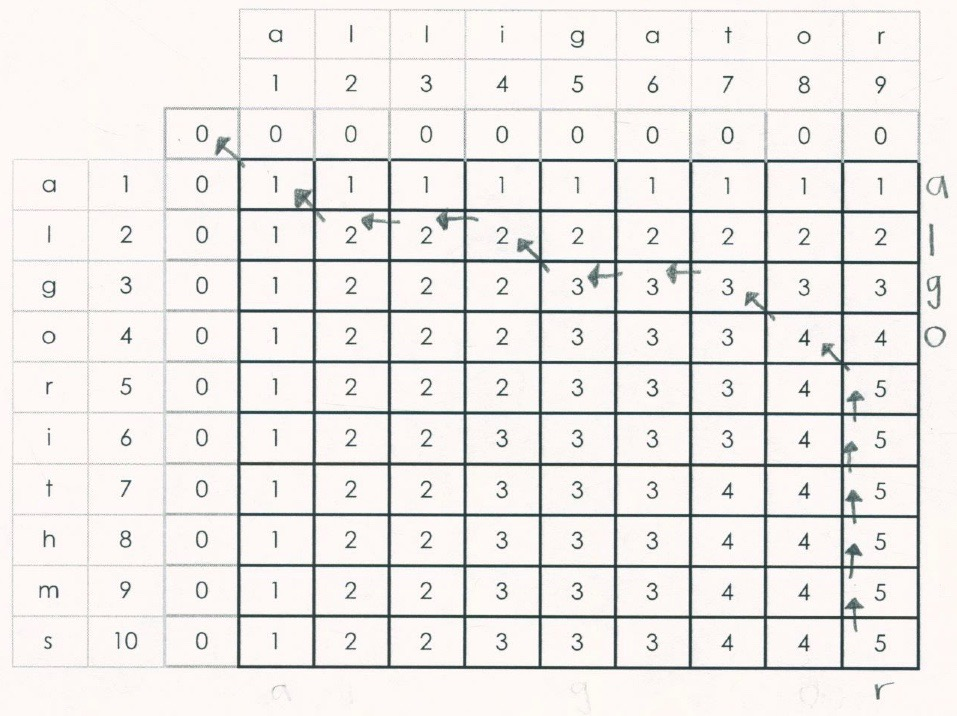 a l l i g a t o r
1 2 3 4 5 6 7 8 9
0 0 0 0 0 0 0 0 0 0
a 1 0 1 1 1 1 1 1 1 1 1 a
l 2 0 1 2 2 2 2 2 2 2 2 l
g 3 0 1 2 2 2 3 3 3 3 3 g
o 4 0 1 2 2 2 3 3 3 4 4 o
r 5 0 1 2 2 2 3 3 3 4 5
i 6 0 1 2 2 3 3 3 3 4 5
t 7 0 1 2 2 3 3 3 4 4 5
h 8 0 1 2 2 3 3 3 4 4 5
m 9 0 1 2 2 3 3 3 4 4 5
s 10 0 1 2 2 3 3 3 4 4 5
a g r